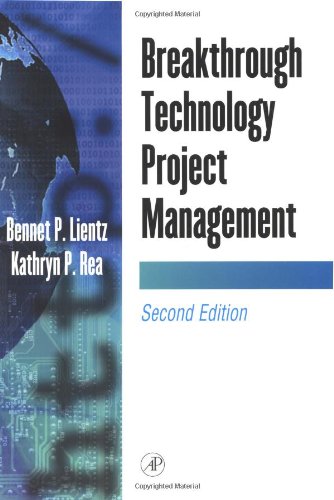 Copyrighted Material
Breakthrough
Technology
Project
Management
Bennet P. Lientz
Kathryn P. Rea
Second Edition
AP
Copyrighted Material